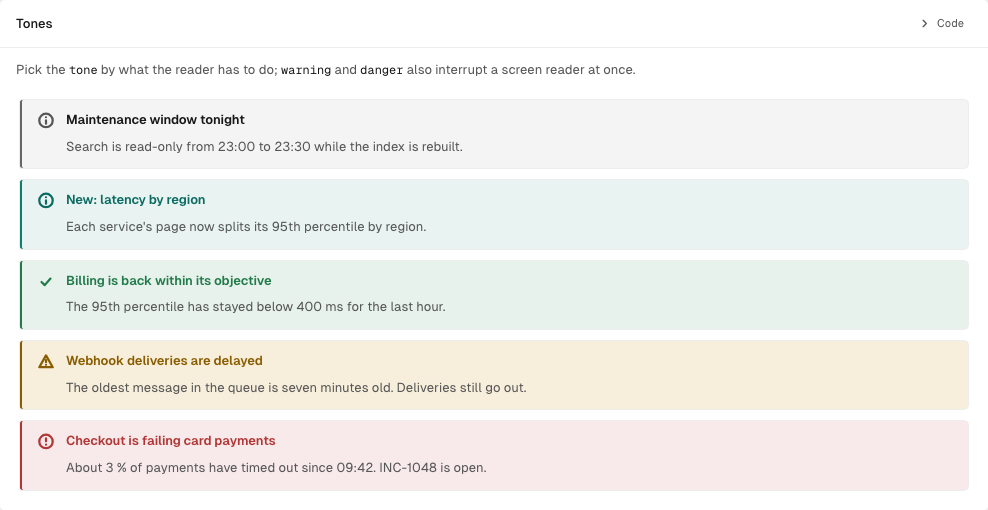 Tones
Code
Pick the tone by what the reader has to do; warning and danger also interrupt a screen reader at once.
Maintenance window tonight
Search is read-only from 23:00 to 23:30 while the index is rebuilt.
New: latency by region
Each service's page now splits its 95th percentile by region.
Billing is back within its objective
The 95th percentile has stayed below 400 ms for the last hour.
Webhook deliveries are delayed
The oldest message in the queue is seven minutes old. Deliveries still go out.
Checkout is failing card payments
About 3 % of payments have timed out since 09:42. INC-1048 is open.